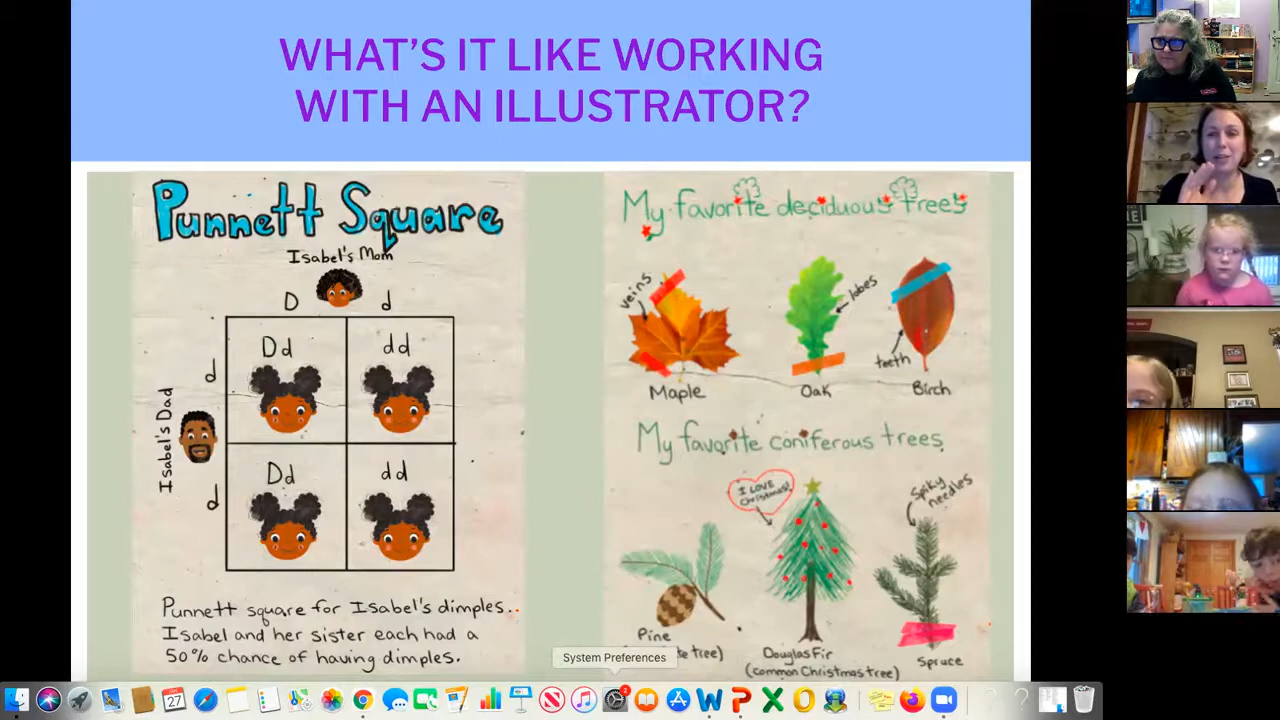 WHAT'S IT LIKE WORKING
WITH AN ILLUSTRATOR?
Punnett Square
Isabel's Mom
D d
Isabel's Dad
d
d
Dd dd
Dd dd
Punnett square for Isabel's dimples..
Isabel and her sister each had a
50% chance of having dimples.
My favorite deciduous trees
veins
lobes
teeth
Maple
Oak
Birch
My favorite coniferous trees
I LOVE
Christmas!
Spiky
needles
Pine
tree)
Douglas Fir
(common Christmas tree)
Spruce
System Preferences
27